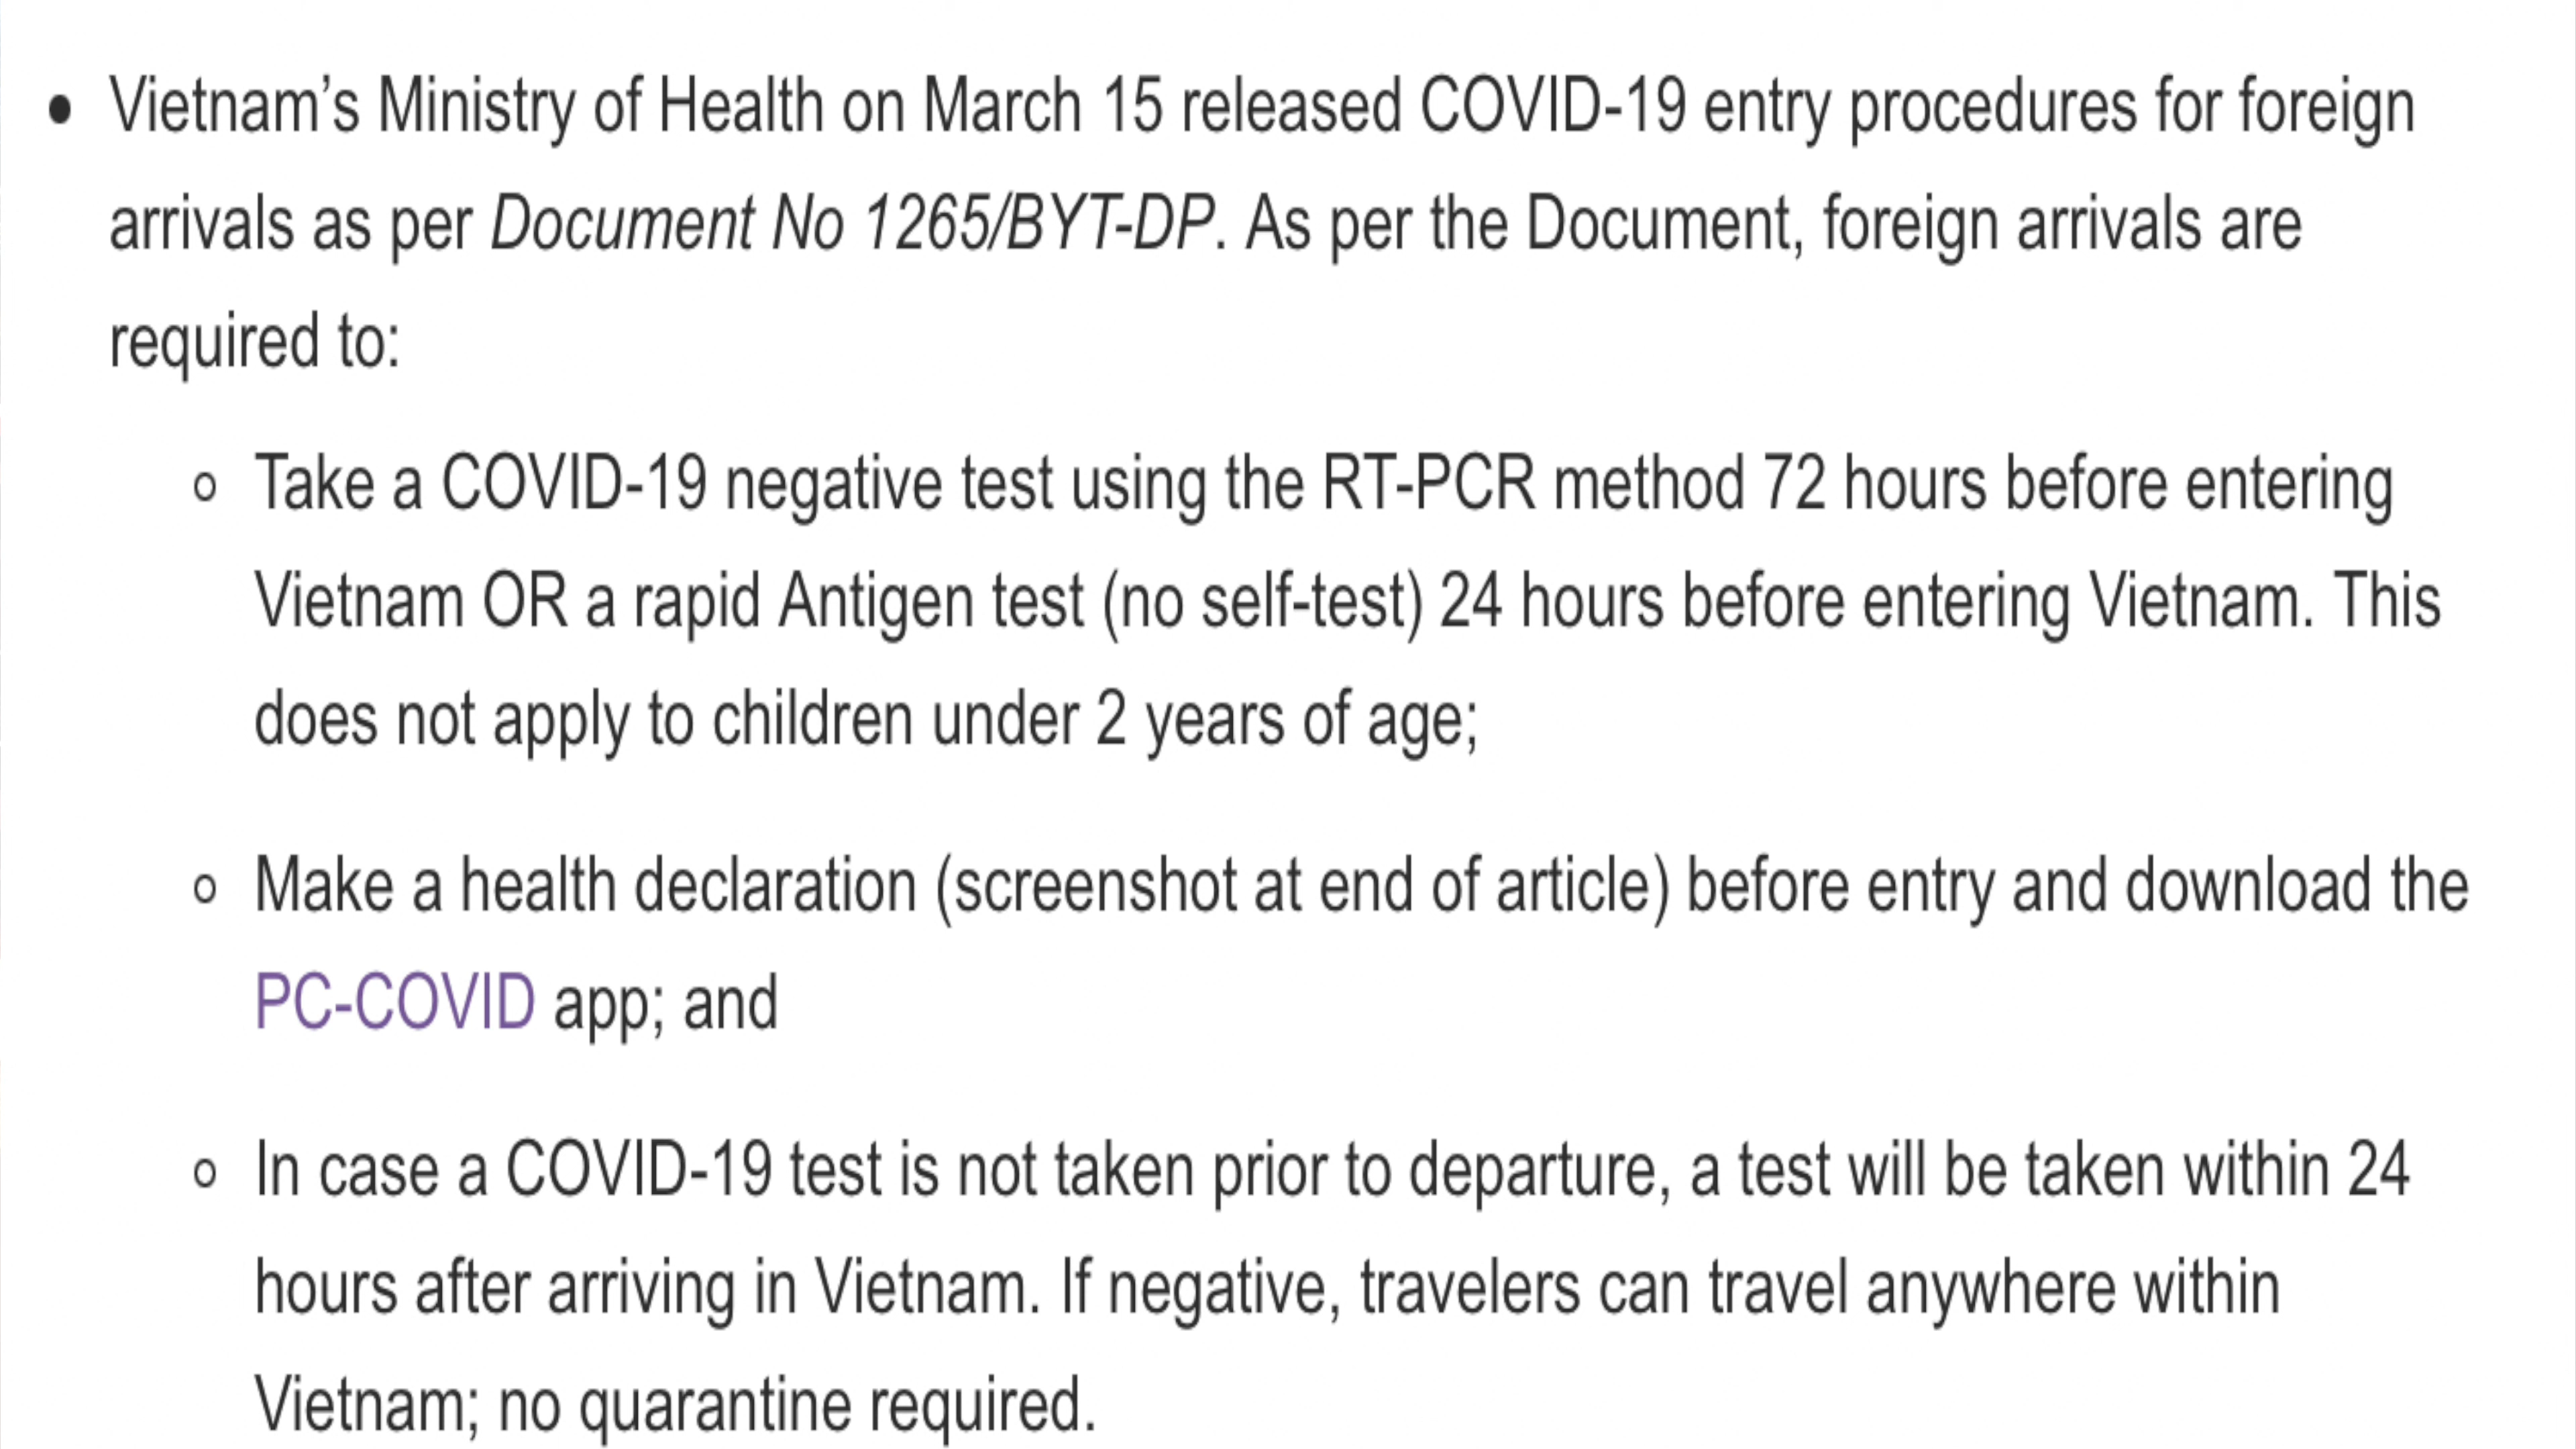 • Vietnam’s Ministry of Health on March 15 released COVID-19 entry procedures for foreign
arrivals as per Document No 1265/BYT-DP. As per the Document, foreign arrivals are
required to:
○ Take a COVID-19 negative test using the RT-PCR method 72 hours before entering
Vietnam OR a rapid Antigen test (no self-test) 24 hours before entering Vietnam. This
does not apply to children under 2 years of age;
○ Make a health declaration (screenshot at end of article) before entry and download the
PC-COVID app; and
○ In case a COVID-19 test is not taken prior to departure, a test will be taken within 24
hours after arriving in Vietnam. If negative, travelers can travel anywhere within
Vietnam; no quarantine required.